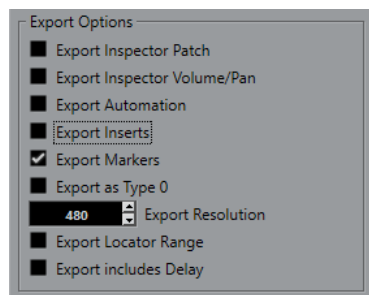 Export Options
Export Inspector Patch
Export Inspector Volume/Pan
Export Automation
Export Inserts
Export Markers
Export as Type 0
480 Export Resolution
Export Locator Range
Export includes Delay